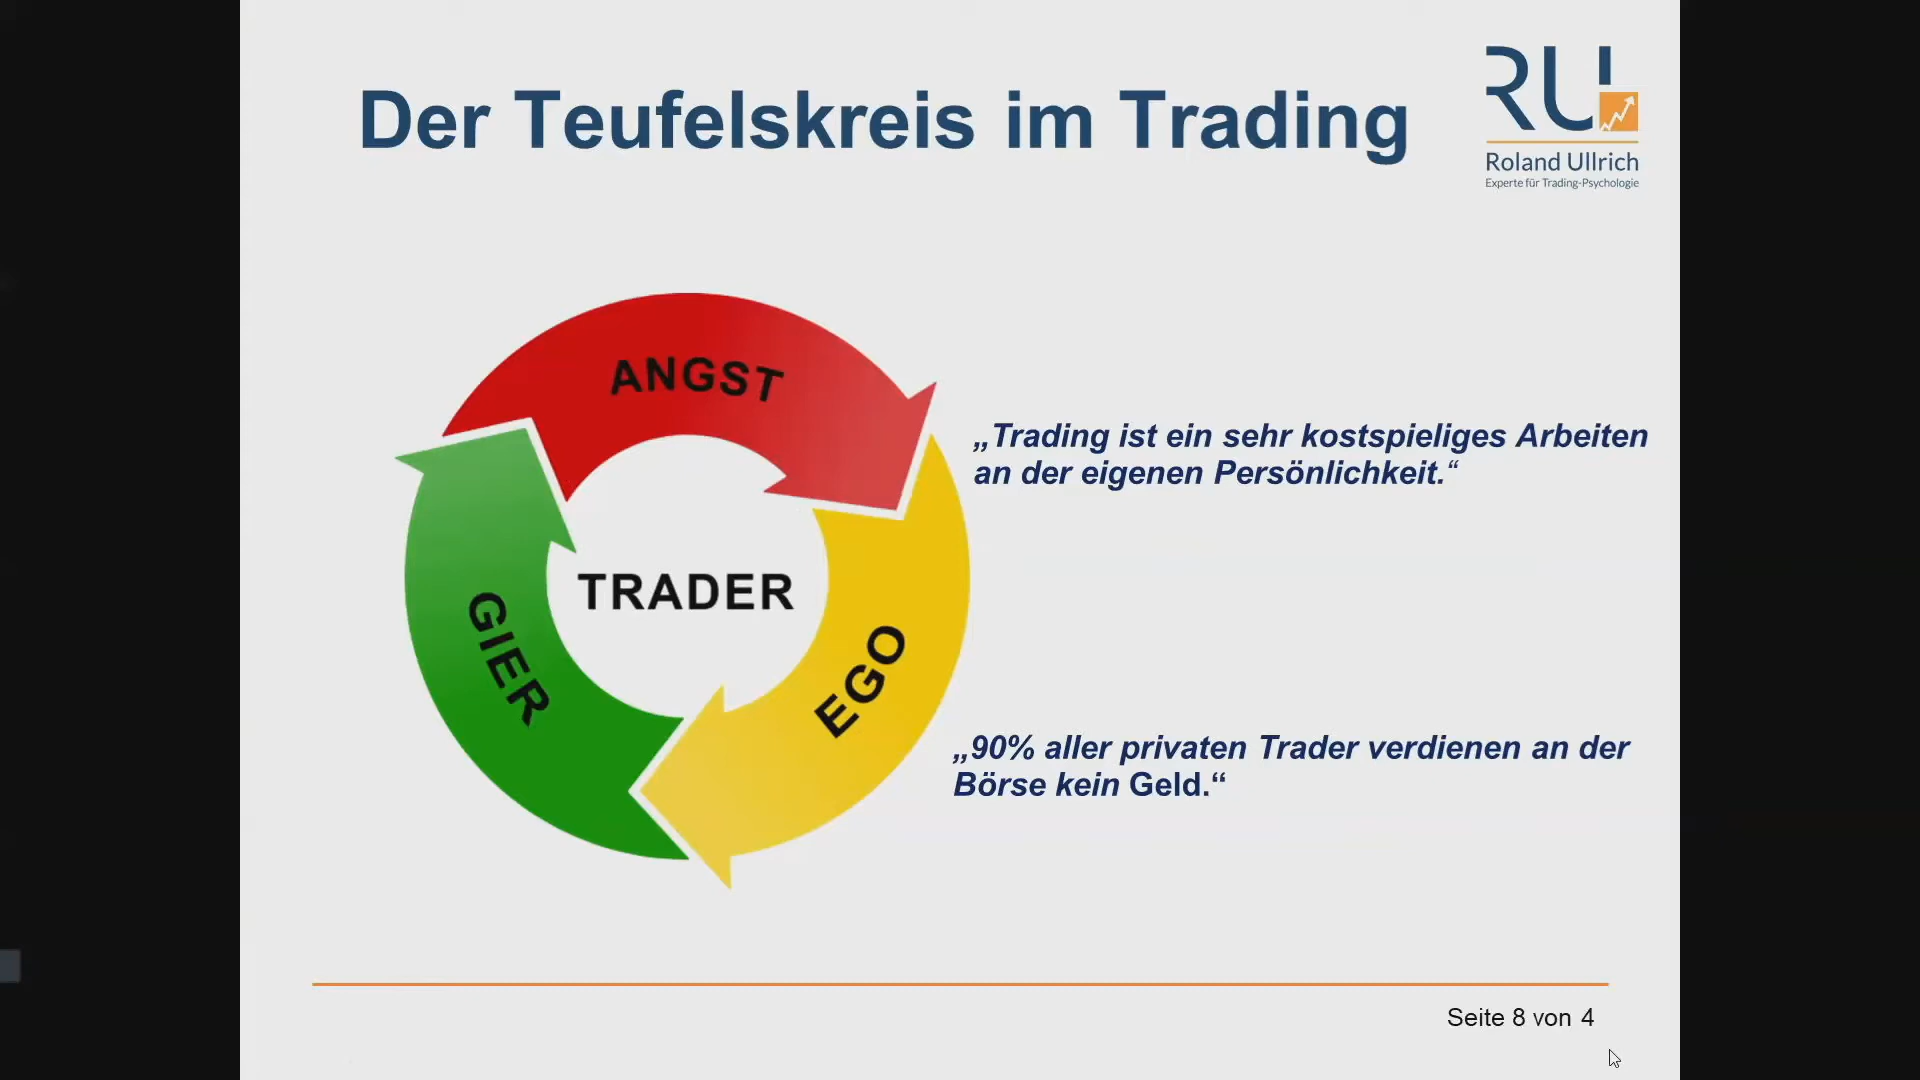 Der Teufelskreis im Trading
RU
Roland Ullrich
Experte für Trading-Psychologie
ANGST
„Trading ist ein sehr kostspieliges Arbeiten
an der eigenen Persönlichkeit.“
TRADER
GIER
EGO
„90% aller privaten Trader verdienen an der
Börse kein Geld.“
Seite 8 von 4